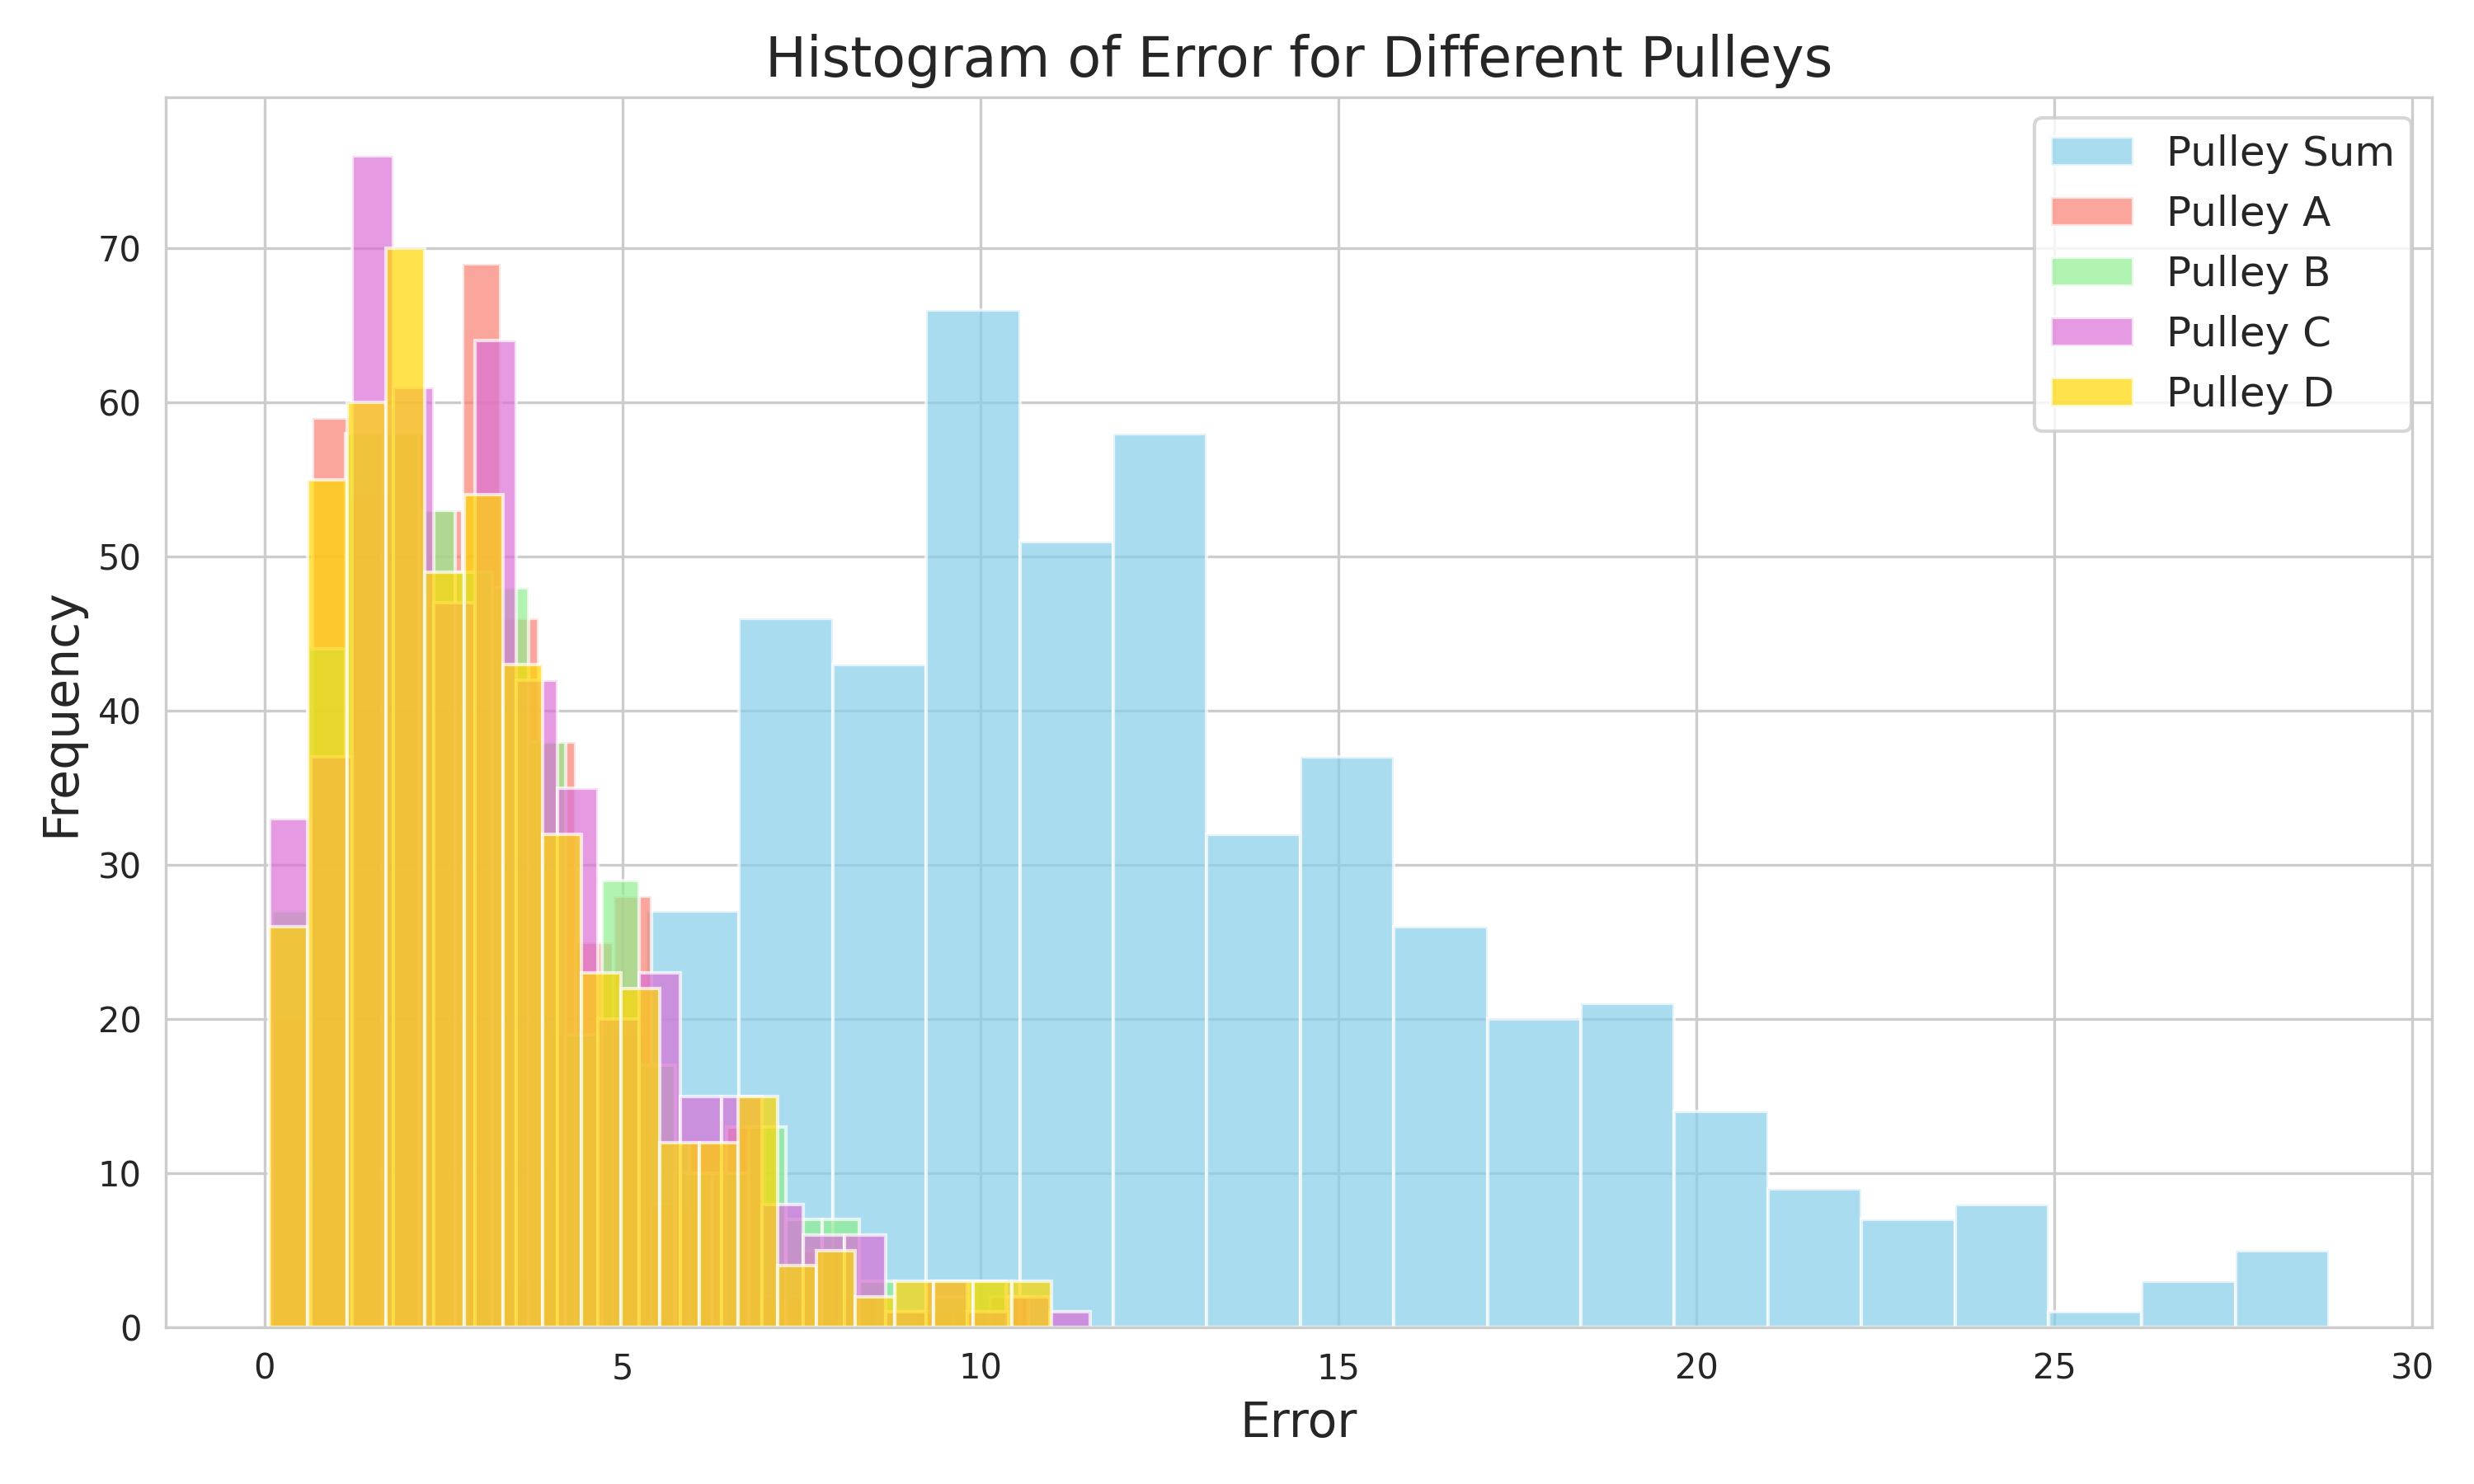 Histogram of Error for Different Pulleys
Pulley Sum
Pulley A
Pulley B
Pulley C
Pulley D
Frequency
70
60
50
40
30
20
10
0
0 5 10 15 20 25 30
Error